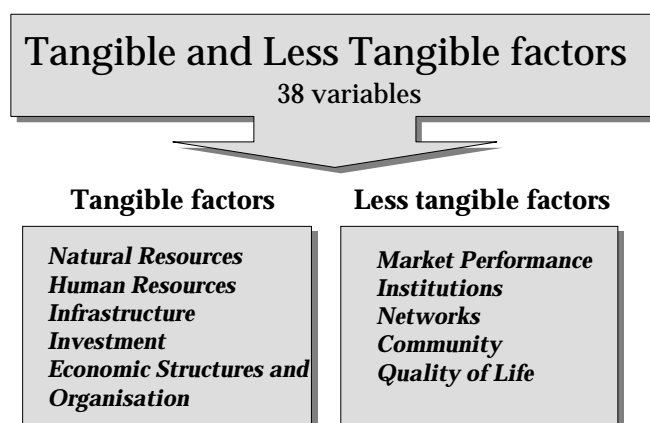 Tangible and Less Tangible factors
38 variables
Tangible factors
Natural Resources
Human Resources
Infrastructure
Investment
Economic Structures and
Organisation
Less tangible factors
Market Performance
Institutions
Networks
Community
Quality of Life